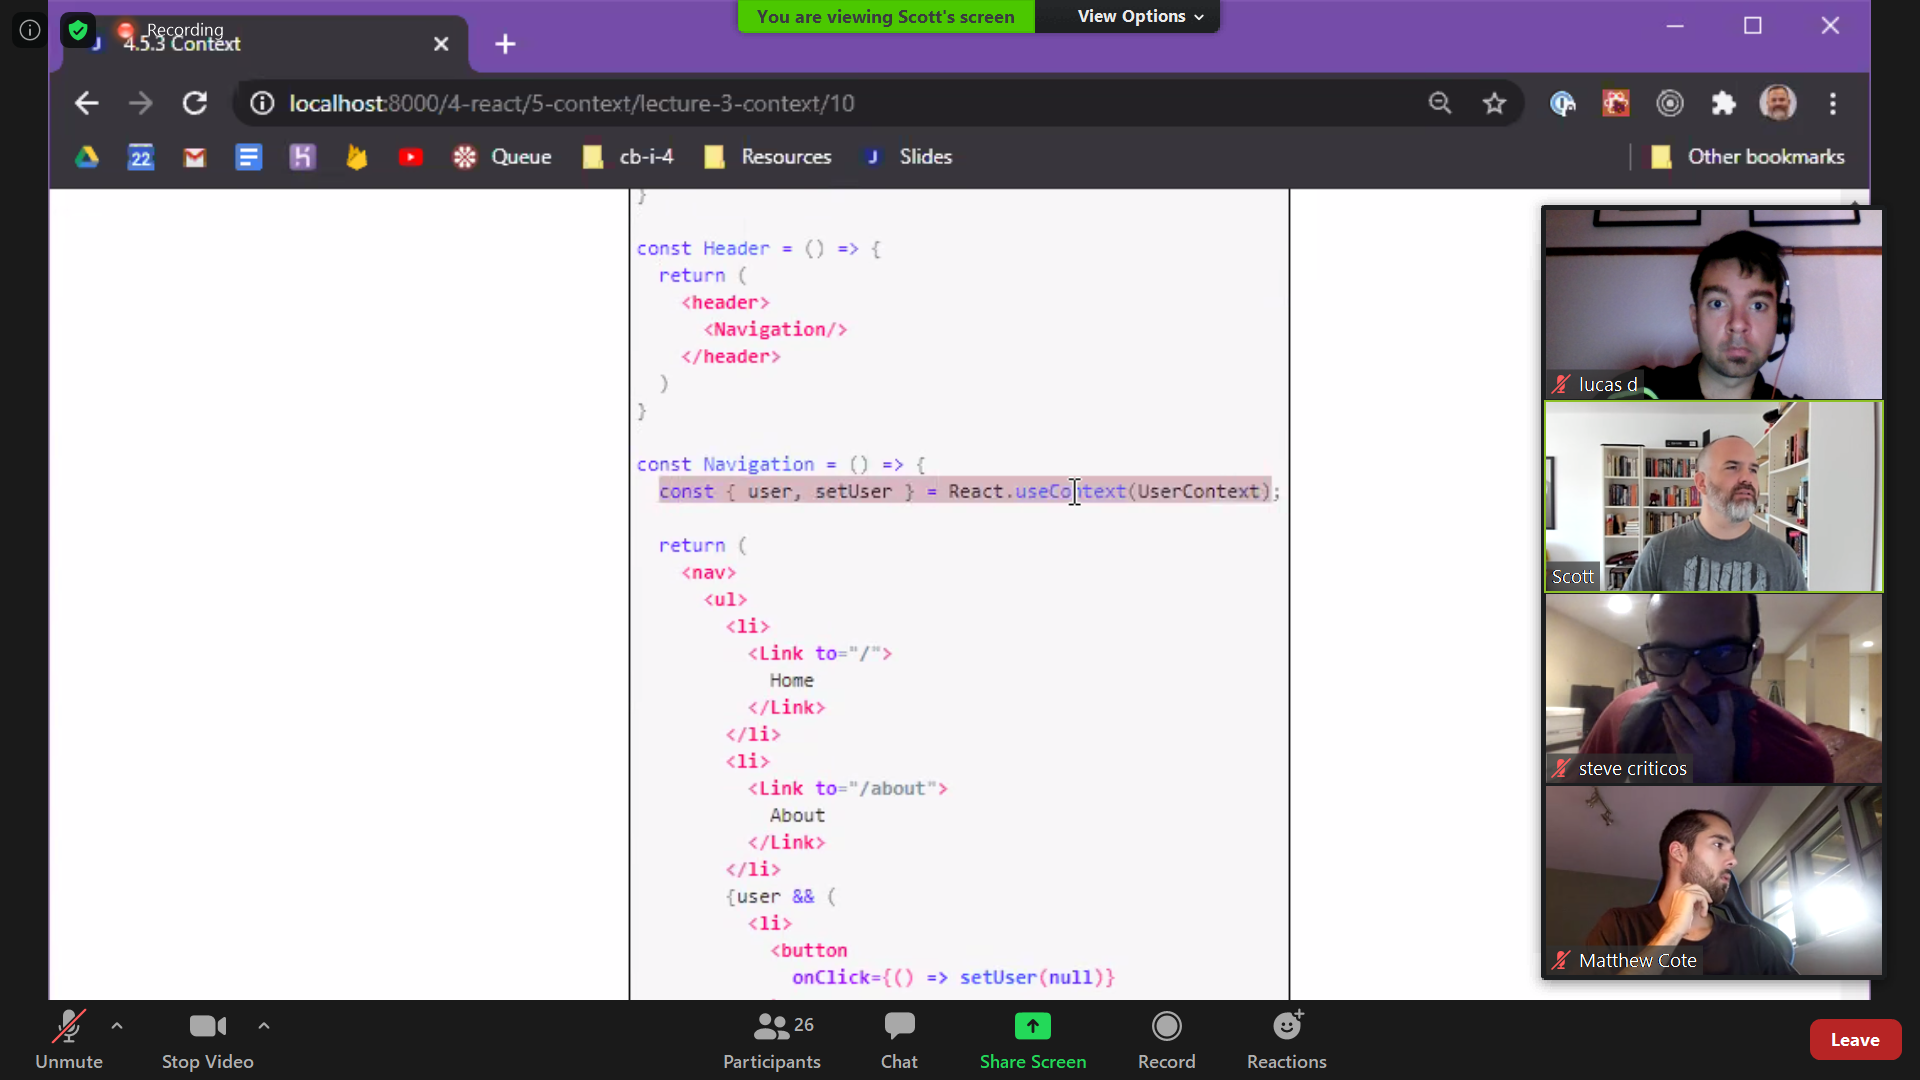 You are viewing Scott's screen
View Options
Recording
4.5.3 Context
localhost:8000/4-react/5-context/lecture-3-context/10
22
Queue
cb-i-4
Resources
J
Slides
Other bookmarks
}
const Header = () => {
return (
<header>
<Navigation/>
</header>
)
}
const Navigation = () => {
const { user, setUser } = React.useContext(UserContext);
return (
<nav>
<ul>
<li>
<Link to="/">
Home
</Link>
</li>
<li>
<Link to="/about">
About
</Link>
</li>
{user && (
<li>
<button
onClick={() => setUser(null)}
lucas d
Scott
steve criticos
Matthew Cote
Unmute
Stop Video
26
Participants
Chat
Share Screen
Record
Reactions
Leave